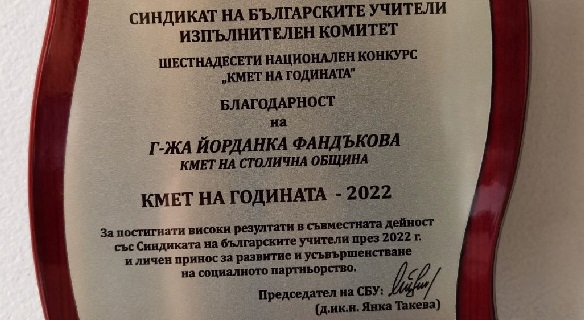 СИНДИКАТ НА БЪЛГАРСКИТЕ УЧИТЕЛИ
ИЗПЪЛНИТЕЛЕН КОМИТЕТ
ШЕСТНАДЕСЕТИ НАЦИОНАЛЕН КОНКУРС
„КМЕТ НА ГОДИНАТА"
БЛАГОДАРНОСТ
на
Г-ЖА ЙОРДАНКА ФАНДЪКОВА
КМЕТ НА СТОЛИЧНА ОБЩИНА
КМЕТ НА ГОДИНАТА - 2022
За постигнати високи резултати в съвместната дейност
със Синдиката на българските учители през 2022 г.
и личен принос за развитие и усъвършенстване
на социалното партньорство.
Председател на СБУ:
(д.ик.н. Янка Такева)